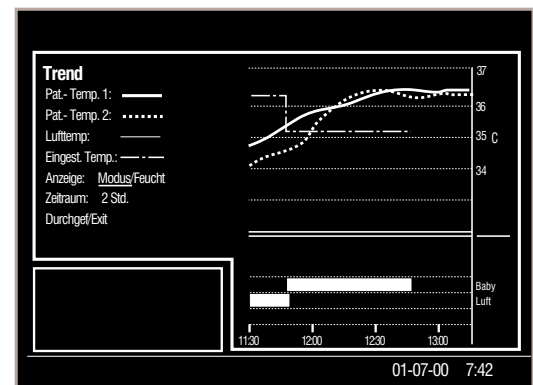 Trend
Pat.- Temp. 1:
Pat.- Temp. 2:
Lufttemp:
Eingest. Temp.:
Anzeige: Modus/Feucht
Zeitraum: 2 Std.
Durchgef/Exit
37
36
35 C
34
Baby
Luft
11:30 12:00 12:30 13:00
01-07-00 7:42